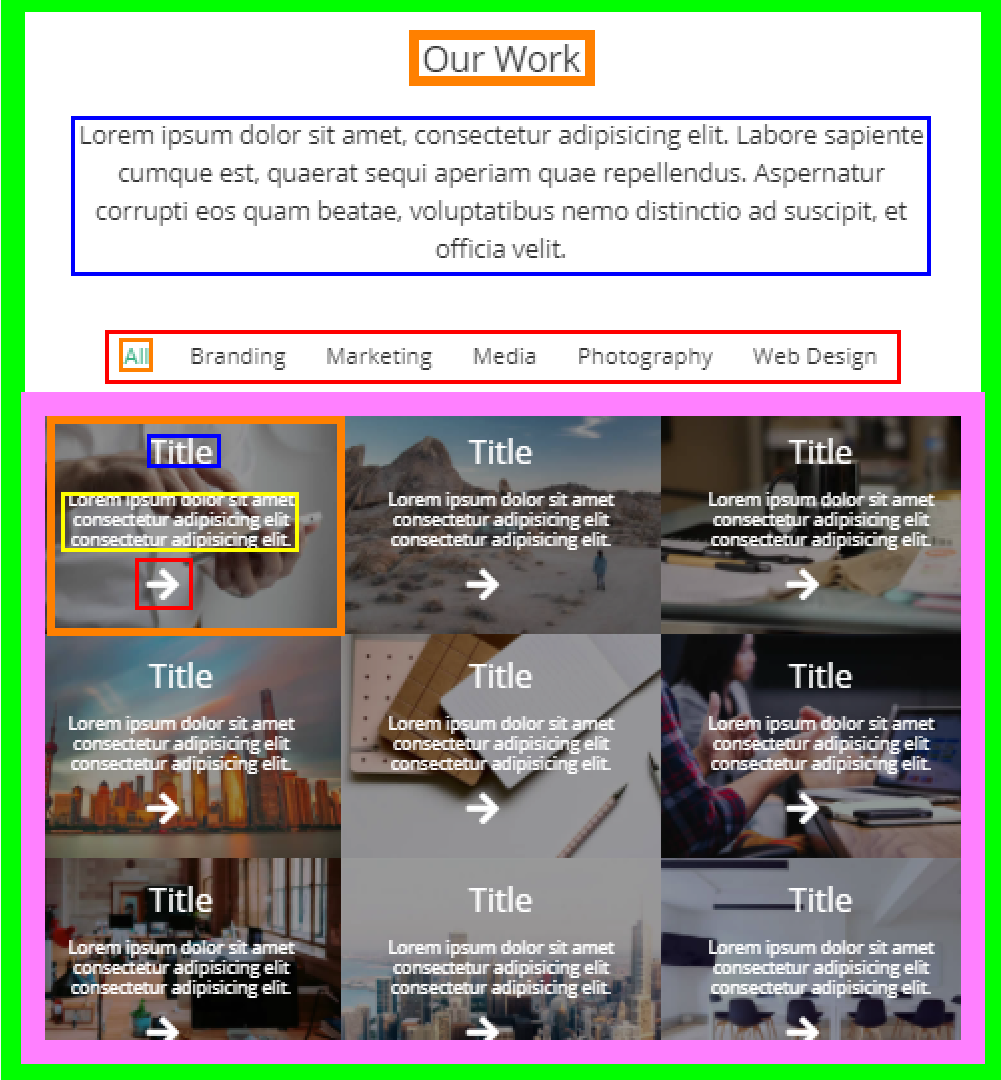 Our Work
Lorem ipsum dolor sit amet, consectetur adipisicing elit. Labore sapiente
cumque est, quaerat sequi aperiam quae repellendus. Aspernatur
corrupti eos quam beatae, voluptatibus nemo distinctio ad suscipit, et
officia velit.
All Branding Marketing Media Photography Web Design
Title
Lorem ipsum dolor sit amet
consectetur adipisicing elit
consectetur adipisicing elit.
Title
Lorem ipsum dolor sit amet
consectetur adipisicing elit
consectetur adipisicing elit.
Title
Lorem ipsum dolor sit amet
consectetur adipisicing elit
consectetur adipisicing elit.
Title
Lorem ipsum dolor sit amet
consectetur adipisicing elit
consectetur adipisicing elit.
Title
Lorem ipsum dolor sit amet
consectetur adipisicing elit
consectetur adipisicing elit.
Title
Lorem ipsum dolor sit amet
consectetur adipisicing elit
consectetur adipisicing elit.
Title
Lorem ipsum dolor sit amet
consectetur adipisicing elit
consectetur adipisicing elit.
Title
Lorem ipsum dolor sit amet
consectetur adipisicing elit
consectetur adipisicing elit.
Title
Lorem ipsum dolor sit amet
consectetur adipisicing elit
consectetur adipisicing elit.